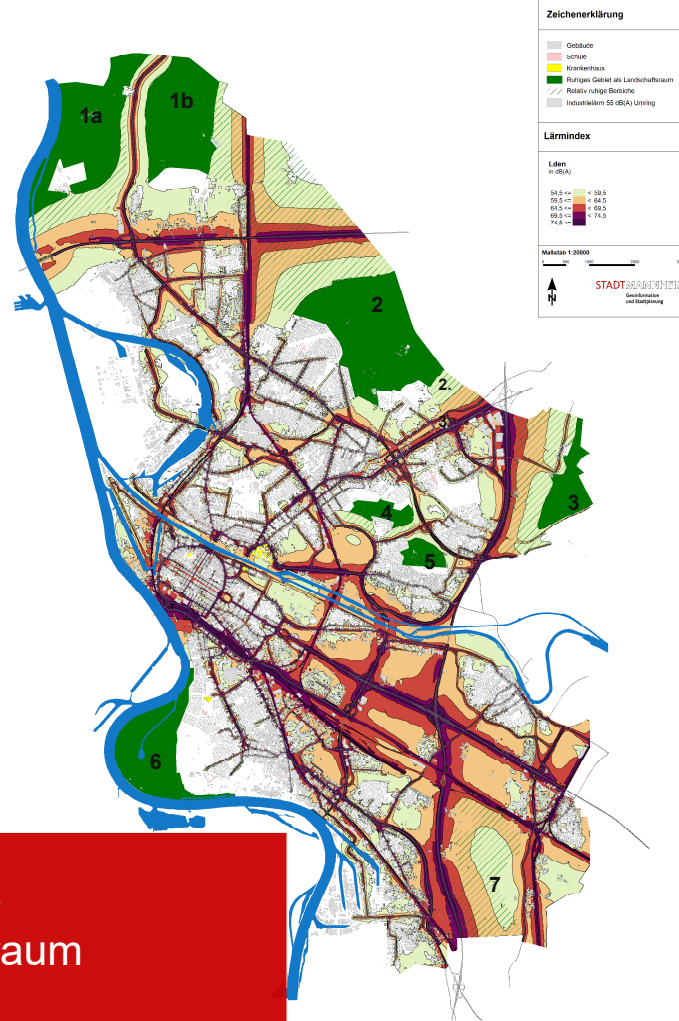 Zeichenerklärung
Gebäude
Schule
Krankenhaus
Ruhiges Gebiet als Landschaftsraum
Relativ ruhige Bereiche
Industrielärm 55 dB(A) Umring
Lärmindex
Lden
in dB(A)
54,5 <= < 59,5
59,5 <= < 64,5
64,5 <= < 69,5
69,5 <= < 74,5
74,5 <=
Maßstab 1:20000
N
STADTMANNHEIM
Geoinformation
und Stadtplanung
1a
1b
2
2.
3.
3
4
5
6
7
aum